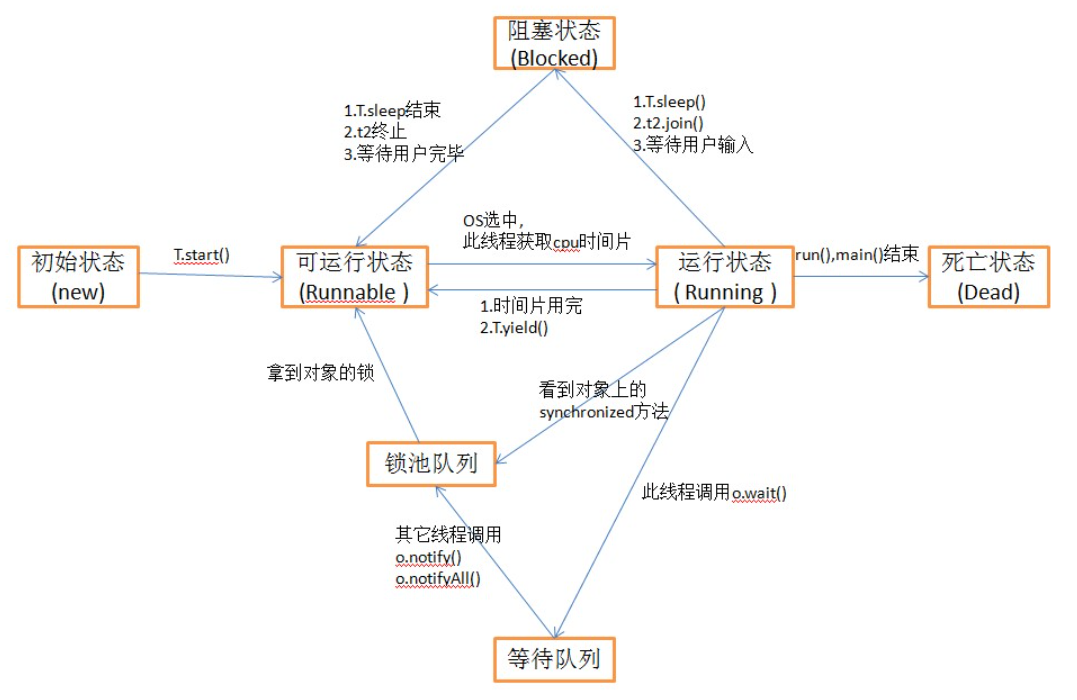 阻塞状态
(Blocked)
1.T.sleep结束
2.t2终止
3.等待用户完毕
1.T.sleep()
2.t2.join()
3.等待用户输入
OS选中,
此线程获取cpu时间片
初始状态
(new)
T.start()
可运行状态
(Runnable )
运行状态
( Running )
run(),main()结束
死亡状态
(Dead)
1.时间片用完
2.T.yield()
拿到对象的锁
看到对象上的
synchronized方法
锁池队列
此线程调用o.wait()
其它线程调用
o.notify()
o.notifyAll()
等待队列